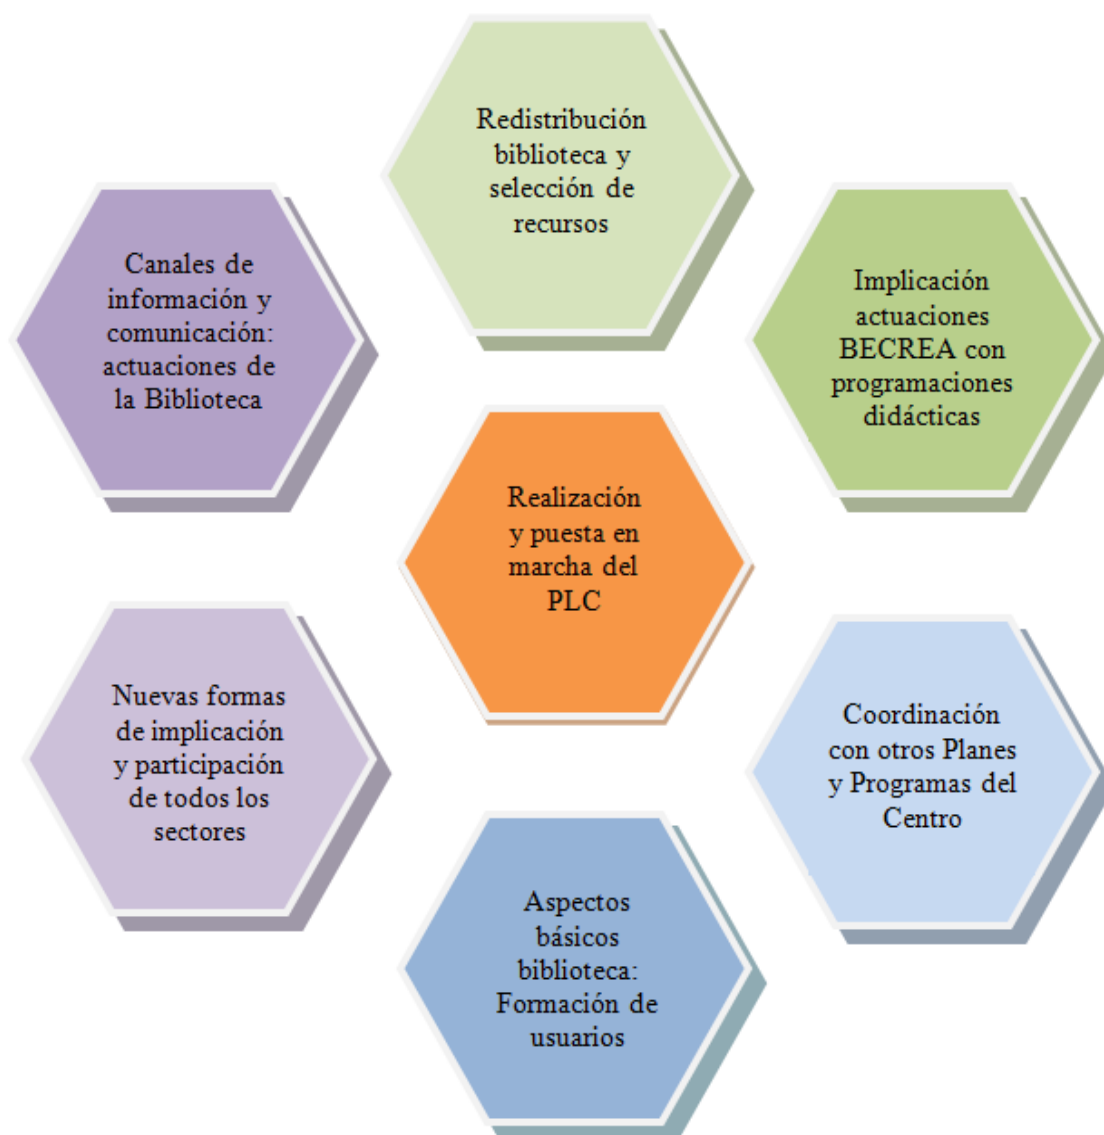 Redistribución
biblioteca y
selección de
recursos
Canales de
información y
comunicación:
actuaciones de
la Biblioteca
Implicación
actuaciones
BECREA con
programaciones
didácticas
Realización
y puesta en
marcha del
PLC
Nuevas formas
de implicación
y participación
de todos los
sectores
Coordinación
con otros Planes
y Programas del
Centro
Aspectos
básicos
biblioteca:
Formación de
usuarios